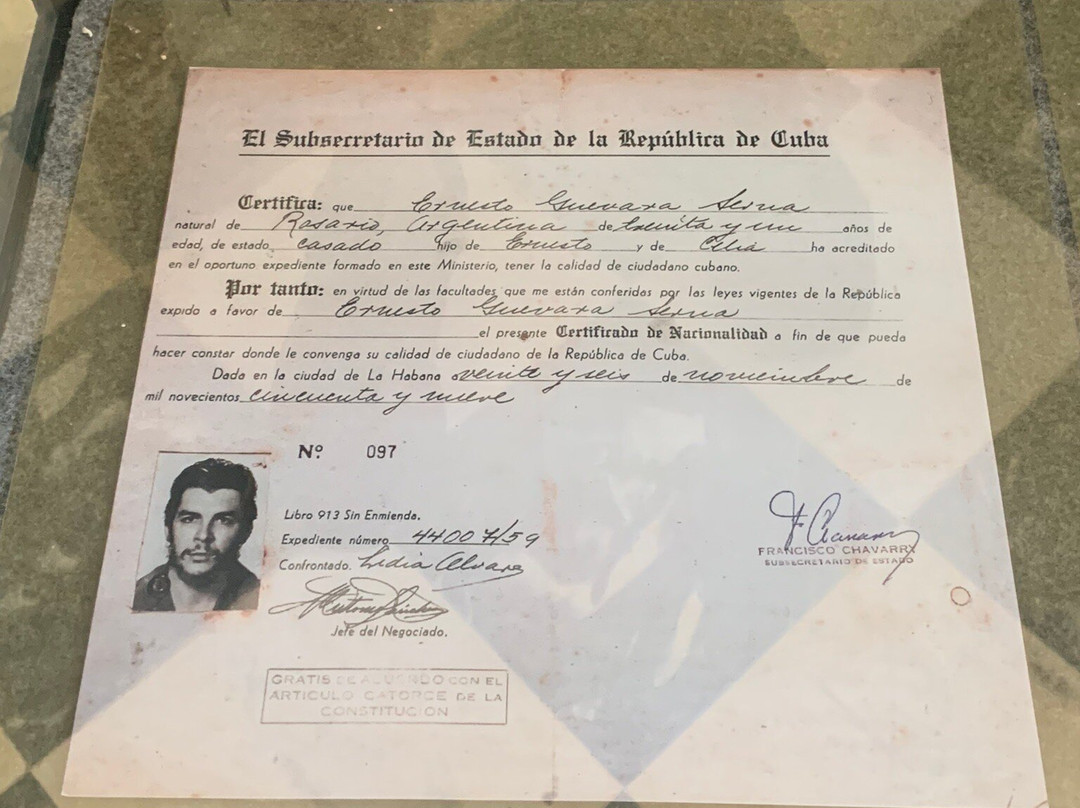 El Subsecretario de Estado de la República de Cuba
Certifica: que Ernesto Guevara Serna
natural de Rosario, Argentina de treinta y un años de
edad, de estado casado hijo de Ernesto y de Celia ha acreditado
en el oportuno expediente formado en este Ministerio, tener la calidad de ciudadano cubano.
Por tanto: en virtud de las facultades que me están conferidas por las leyes vigentes de la República
expido a favor de Ernesto Guevara Serna
el presente Certificado de Nacionalidad a fin de que pueda
hacer constar donde le convenga su calidad de ciudadano de la República de Cuba.
Dada en la ciudad de La Habana a veinte y seis de noviembre de
mil novecientos cincuenta y nueve
Nº 097
Libro 913 Sin Enmienda.
Expediente número 44007/59
Confrontado. Lidia Alvarez
Jefe del Negociado.
F Chavarry
FRANCISCO CHAVARRY
SUBSECRETARIO DE ESTADO
GRATIS DE ACUERDO CON EL
ARTICULO CATORCE DE LA
CONSTITUCION